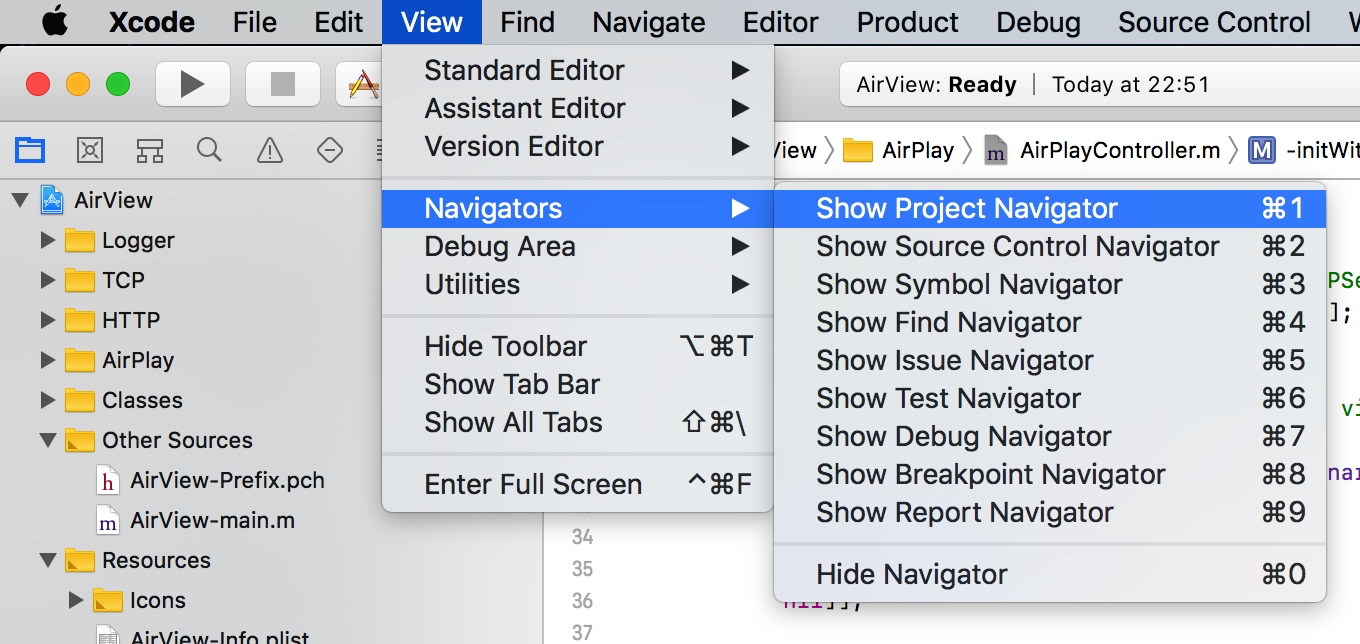 Xcode File Edit View Find Navigate Editor Product Debug Source Control
AirView: Ready | Today at 22:51
View AirPlay AirPlayController.m M -initWit
AirView
Logger
TCP
HTTP
AirPlay
Classes
Other Sources
h AirView-Prefix.pch
m AirView-main.m
Resources
Icons
AirView-Info.plist
Standard Editor
Assistant Editor
Version Editor
Navigators
Debug Area
Utilities
Hide Toolbar ⌥⌘T
Show Tab Bar
Show All Tabs ⇧⌘\
Enter Full Screen ^⌘F
Show Project Navigator ⌘1
Show Source Control Navigator ⌘2
Show Symbol Navigator ⌘3
Show Find Navigator ⌘4
Show Issue Navigator ⌘5
Show Test Navigator ⌘6
Show Debug Navigator ⌘7
Show Breakpoint Navigator ⌘8
Show Report Navigator ⌘9
Hide Navigator ⌘0
PSe
];
vi
nar
34
35
36 nil]];
37